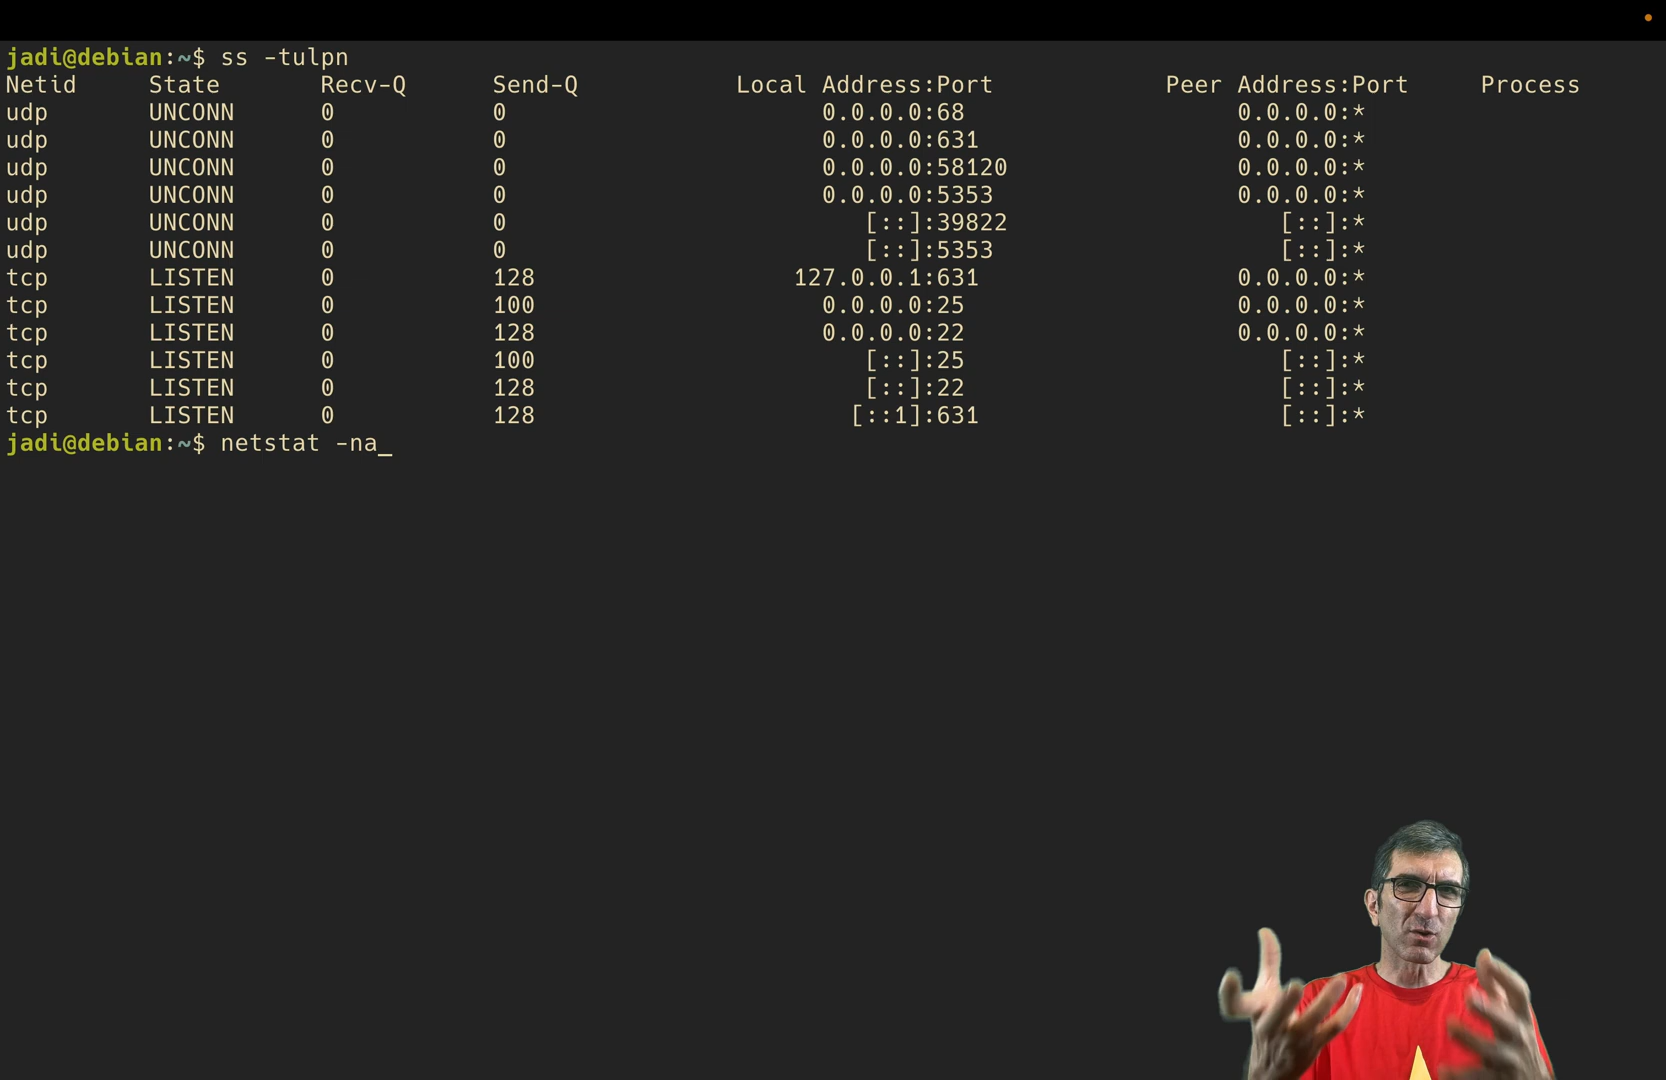 jadi@debian:~$ ss -tulpn
Netid State Recv-Q Send-Q Local Address:Port Peer Address:Port Process
udp UNCONN 0 0 0.0.0.0:68 0.0.0.0:*
udp UNCONN 0 0 0.0.0.0:631 0.0.0.0:*
udp UNCONN 0 0 0.0.0.0:58120 0.0.0.0:*
udp UNCONN 0 0 0.0.0.0:5353 0.0.0.0:*
udp UNCONN 0 0 [::]:39822 [::]:*
udp UNCONN 0 0 [::]:5353 [::]:*
tcp LISTEN 0 128 127.0.0.1:631 0.0.0.0:*
tcp LISTEN 0 100 0.0.0.0:25 0.0.0.0:*
tcp LISTEN 0 128 0.0.0.0:22 0.0.0.0:*
tcp LISTEN 0 100 [::]:25 [::]:*
tcp LISTEN 0 128 [::]:22 [::]:*
tcp LISTEN 0 128 [::1]:631 [::]:*
jadi@debian:~$ netstat -na_